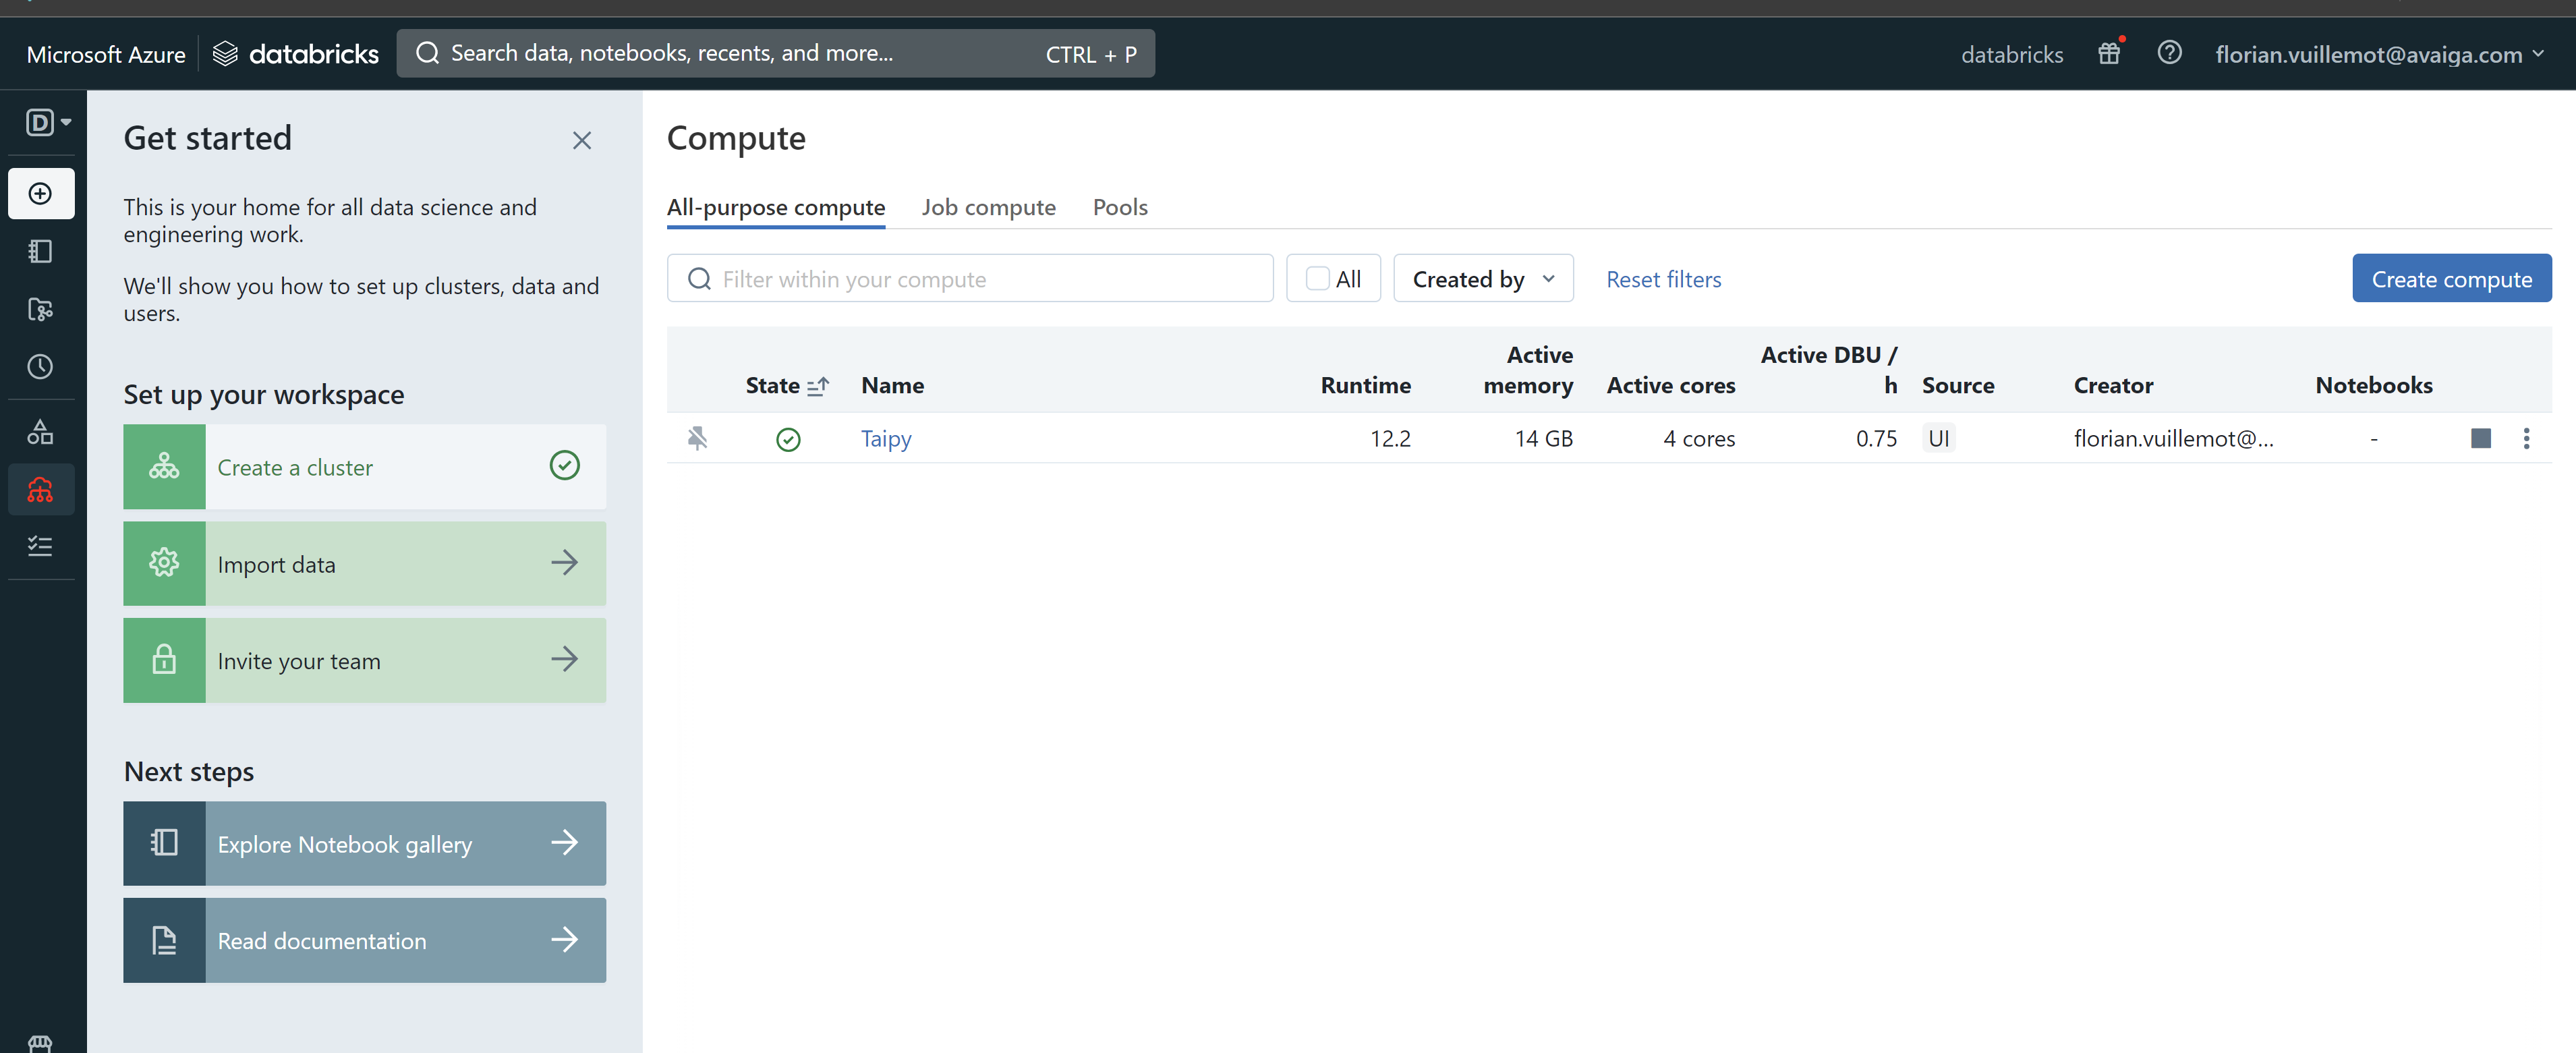 Microsoft Azure
databricks
Search data, notebooks, recents, and more...
CTRL + P
databricks
florian.vuillemot@avaiga.com
D
Get started
This is your home for all data science and
engineering work.
We'll show you how to set up clusters, data and
users.
Set up your workspace
Create a cluster
Import data
Invite your team
Next steps
Explore Notebook gallery
Read documentation
Compute
All-purpose compute Job compute Pools
Filter within your compute
All
Created by
Reset filters
Create compute
State Name Runtime Active memory Active cores Active DBU / h Source Creator Notebooks
Taipy 12.2 14 GB 4 cores 0.75 UI florian.vuillemot@... -